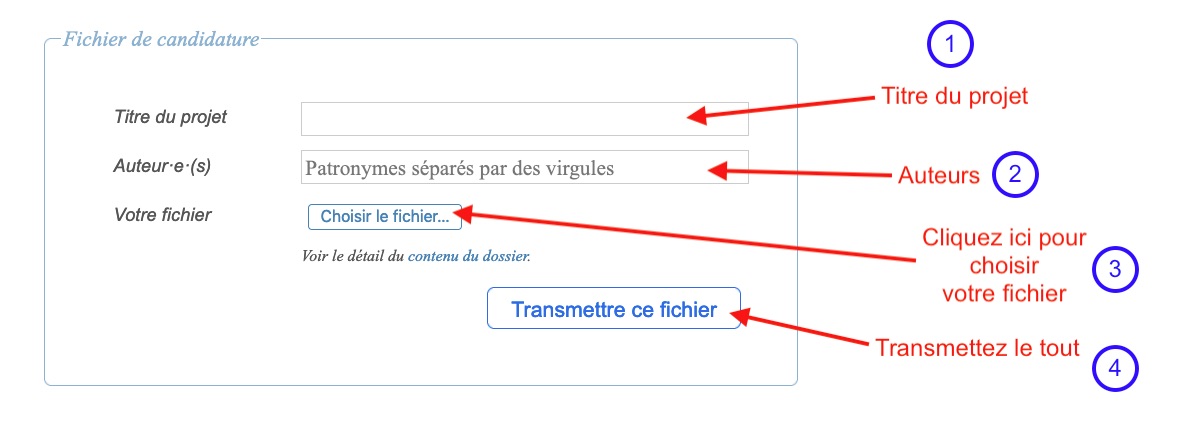 Fichier de candidature
1
Titre du projet
Titre du projet
Auteur·e·(s)
Patronymes séparés par des virgules
Auteurs
2
Votre fichier
Choisir le fichier...
Cliquez ici pour
choisir
votre fichier
3
Voir le détail du contenu du dossier.
Transmettre ce fichier
Transmettez le tout
4